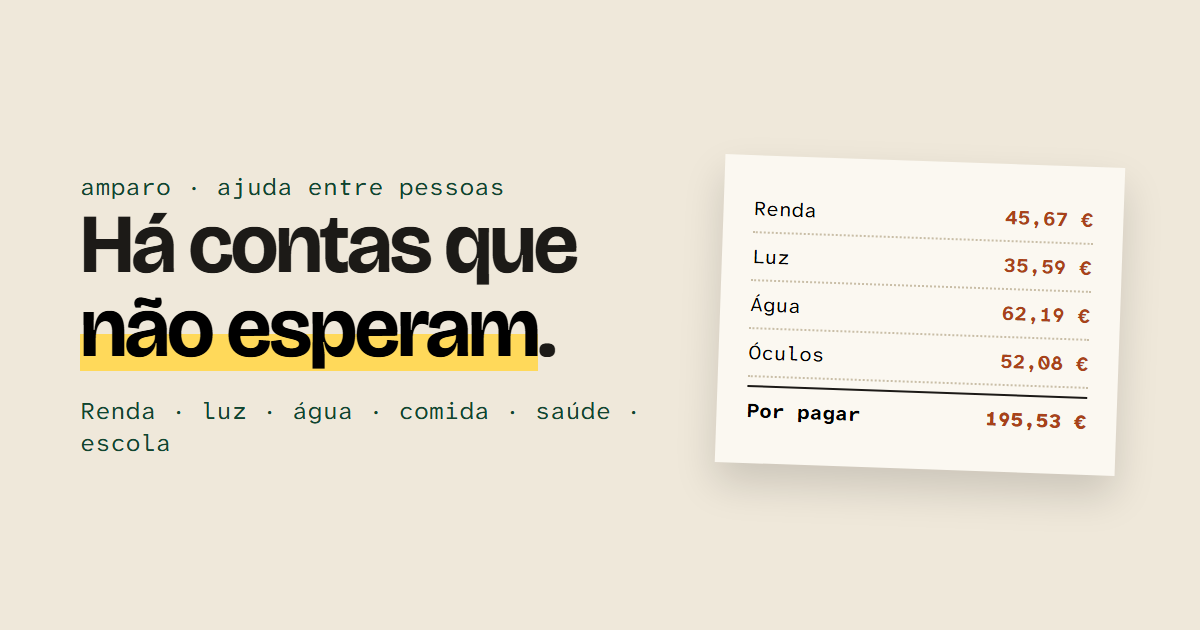 amparo · ajuda entre pessoas
Há contas que
não esperam.
Renda · luz · água · comida · saúde ·
escola
Renda 45,67 €
Luz 35,59 €
Água 62,19 €
Óculos 52,08 €
Por pagar 195,53 €